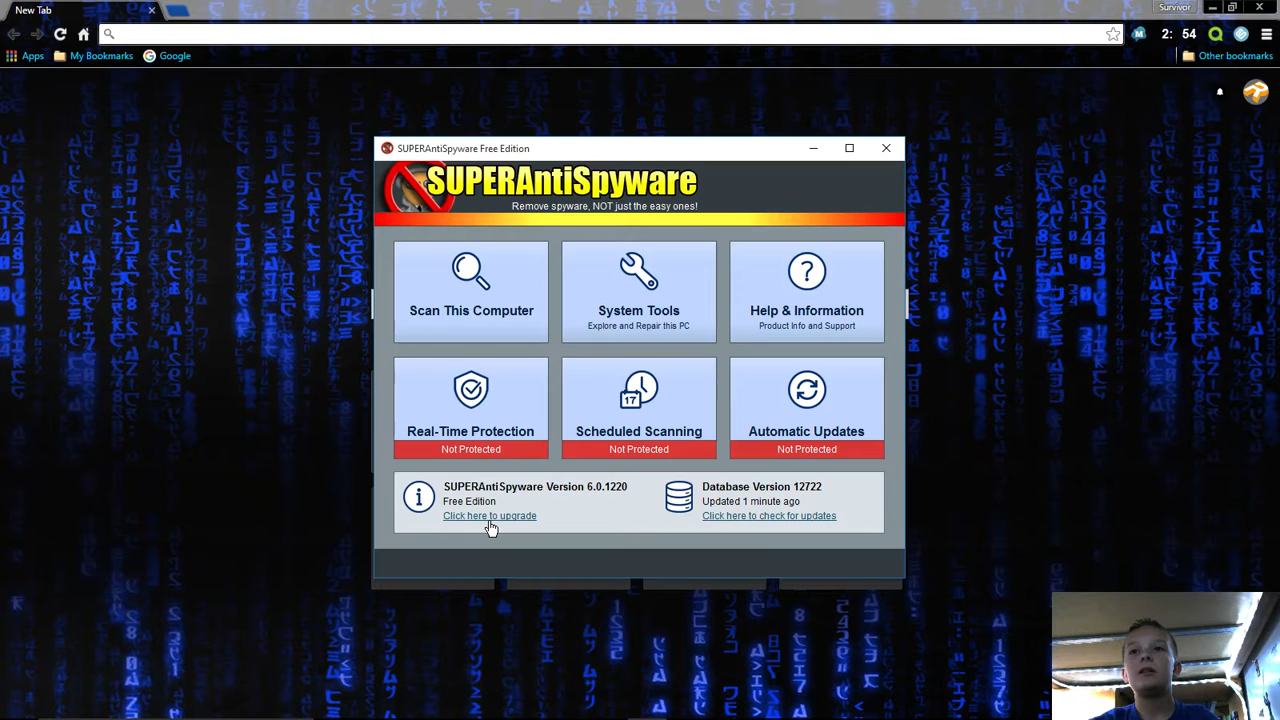 New Tab
Survivor
2: 54
Apps
My Bookmarks
Google
Other bookmarks
SUPERAntiSpyware Free Edition
SUPERAntiSpyware
Remove spyware, NOT just the easy ones!
Scan This Computer
System Tools
Explore and Repair this PC
Help & Information
Product Info and Support
Real-Time Protection
Not Protected
17
Scheduled Scanning
Not Protected
Automatic Updates
Not Protected
SUPERAntiSpyware Version 6.0.1220
Free Edition
Click here to upgrade
Database Version 12722
Updated 1 minute ago
Click here to check for updates